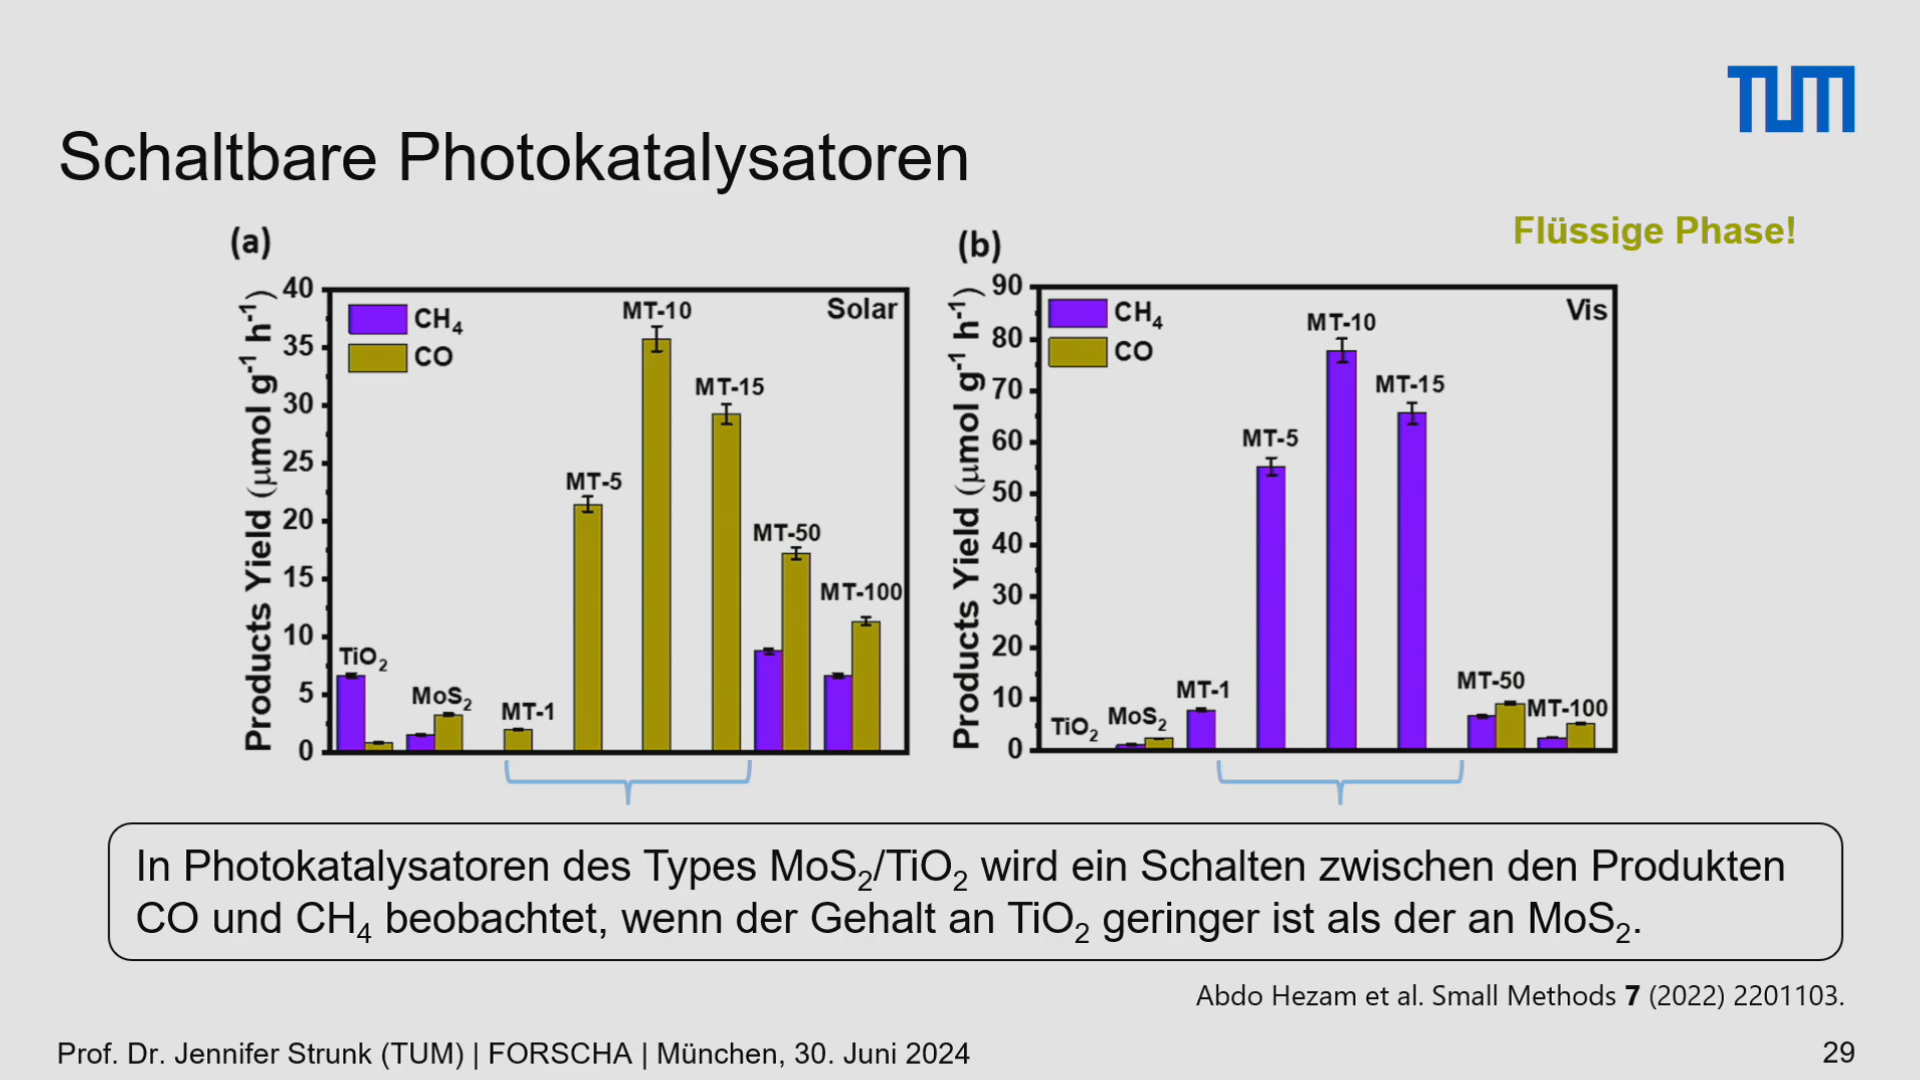 TUM
Schaltbare Photokatalysatoren
Flüssige Phase!
(a)
Products Yield (μmol g⁻¹ h⁻¹)
40
35
30
25
20
15
10
5
0
CH₄
CO
Solar
TiO₂
MoS₂
MT-1
MT-5
MT-10
MT-15
MT-50
MT-100
(b)
Products Yield (μmol g⁻¹ h⁻¹)
90
80
70
60
50
40
30
20
10
0
CH₄
CO
Vis
TiO₂
MoS₂
MT-1
MT-5
MT-10
MT-15
MT-50
MT-100
In Photokatalysatoren des Types MoS₂/TiO₂ wird ein Schalten zwischen den Produkten
CO und CH₄ beobachtet, wenn der Gehalt an TiO₂ geringer ist als der an MoS₂.
Abdo Hezam et al. Small Methods 7 (2022) 2201103.
Prof. Dr. Jennifer Strunk (TUM) | FORSCHA | München, 30. Juni 2024
29